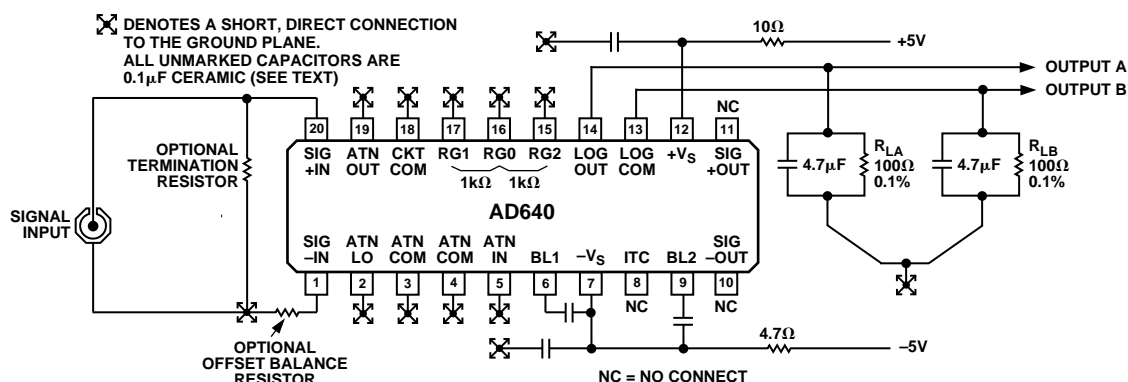 DENOTES A SHORT, DIRECT CONNECTION
TO THE GROUND PLANE.
ALL UNMARKED CAPACITORS ARE
0.1µF CERAMIC (SEE TEXT)
10Ω
+5V
OUTPUT A
OUTPUT B
NC
20 19 18 17 16 15 14 13 12 11
SIG +IN
ATN OUT
CKT COM
RG1
RG0
RG2
LOG OUT
LOG COM
+VS
SIG +OUT
1kΩ 1kΩ
4.7µF
RLA
100Ω
0.1%
4.7µF
RLB
100Ω
0.1%
OPTIONAL
TERMINATION
RESISTOR
SIGNAL
INPUT
AD640
SIG –IN
ATN LO
ATN COM
ATN COM
ATN IN
BL1
–VS
ITC
BL2
SIG –OUT
1 2 3 4 5 6 7 8 9 10
NC
NC
OPTIONAL
OFFSET BALANCE
RESISTOR
4.7Ω
–5V
NC = NO CONNECT